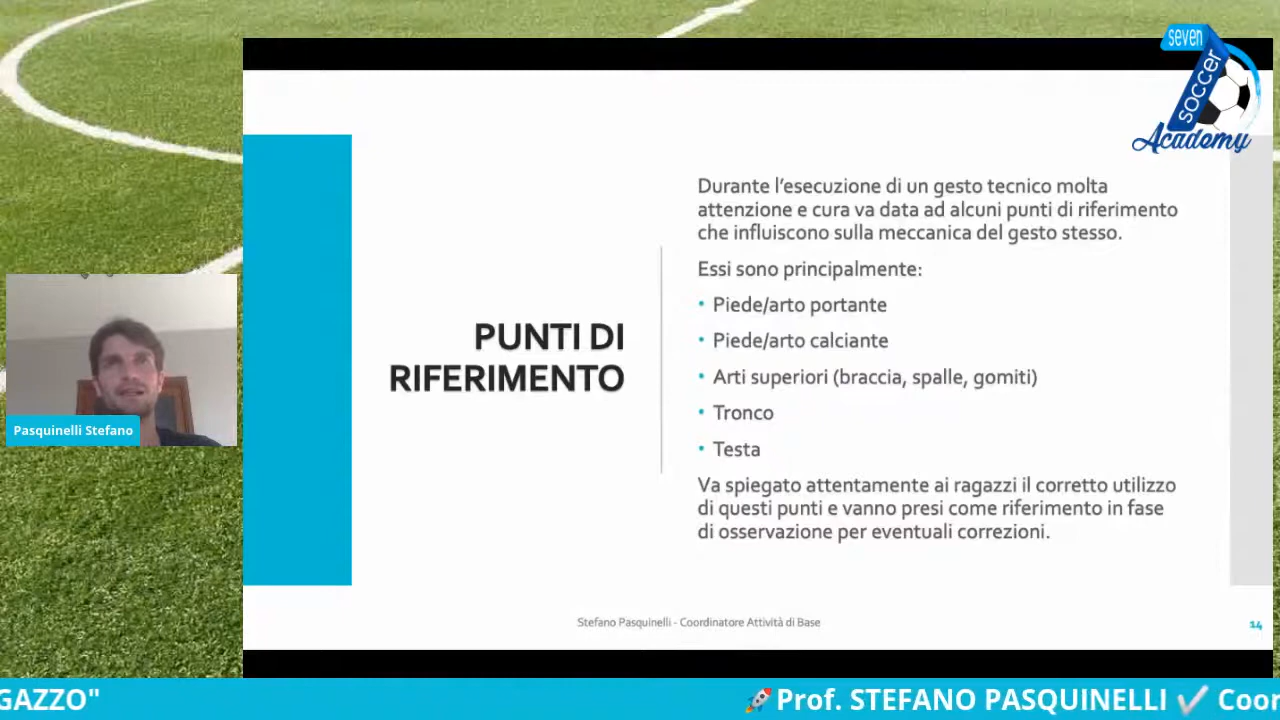 seven
SOCCER
Academy
Durante l’esecuzione di un gesto tecnico molta
attenzione e cura va data ad alcuni punti di riferimento
che influiscono sulla meccanica del gesto stesso.
Essi sono principalmente:
• Piede/arto portante
• Piede/arto calciante
• Arti superiori (braccia, spalle, gomiti)
• Tronco
• Testa
Va spiegato attentamente ai ragazzi il corretto utilizzo
di questi punti e vanno presi come riferimento in fase
di osservazione per eventuali correzioni.
PUNTI DI
RIFERIMENTO
Pasquinelli Stefano
Stefano Pasquinelli - Coordinatore Attività di Base
14
GAZZO" 🚀Prof. STEFANO PASQUINELLI ✔ Coor